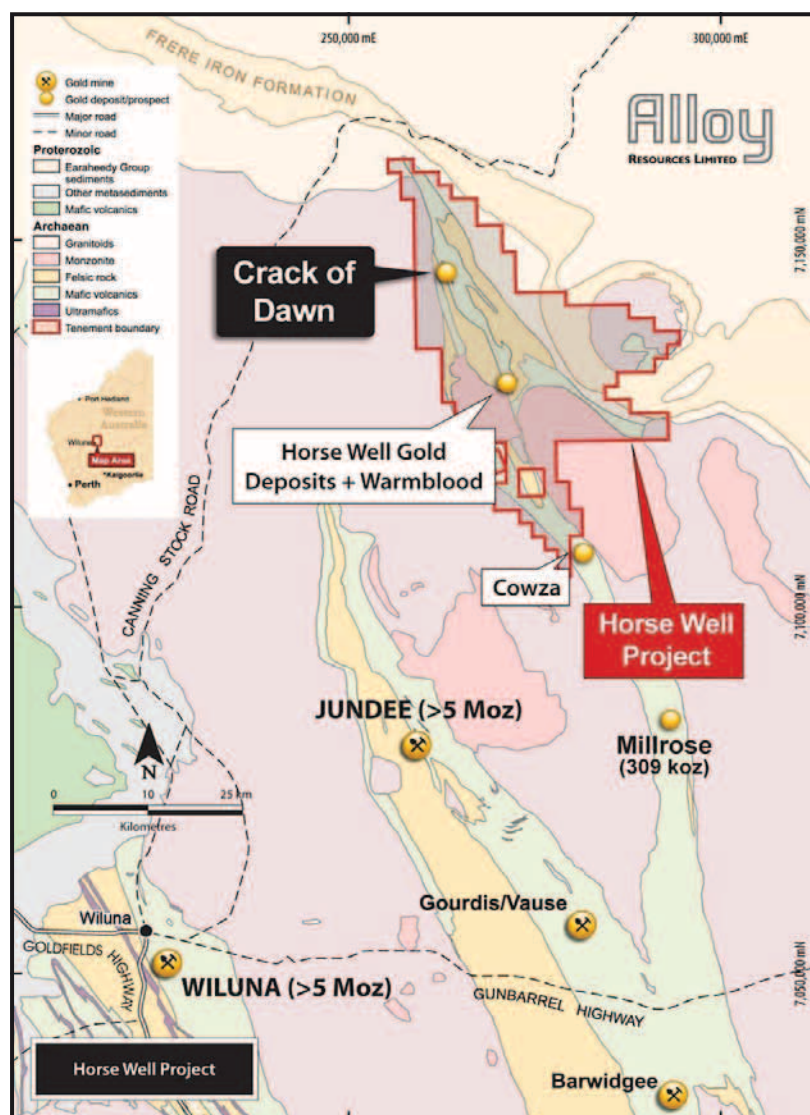 250,000 mE
300,000 mE
FRERE IRON FORMATION
Alloy
RESOURCES LIMITED
Gold mine
Gold deposit/prospect
Major road
Minor road
Proterozoic
Earaheedy Group
sediments
Other metasediments
Mafic volcanics
Archaean
Granitoids
Monzonite
Felsic rock
Mafic volcanics
Ultramafics
Tenement boundary
Port Hedland
Western
Australia
Wiluna
Map Area
Kalgoorlie
Perth
7,150,000 mN
Crack of
Dawn
Horse Well Gold
Deposits + Warmblood
CANNING STOCK ROAD
Cowza
7,100,000 mN
Horse Well
Project
JUNDEE (>5 Moz)
Millrose
(309 koz)
N
0 10 25 km
Kilometres
Gourdis/Vause
Wiluna
GOLDFIELDS HIGHWAY
WILUNA (>5 Moz)
GUNBARREL HIGHWAY
7,050,000 mN
Horse Well Project
Barwidgee